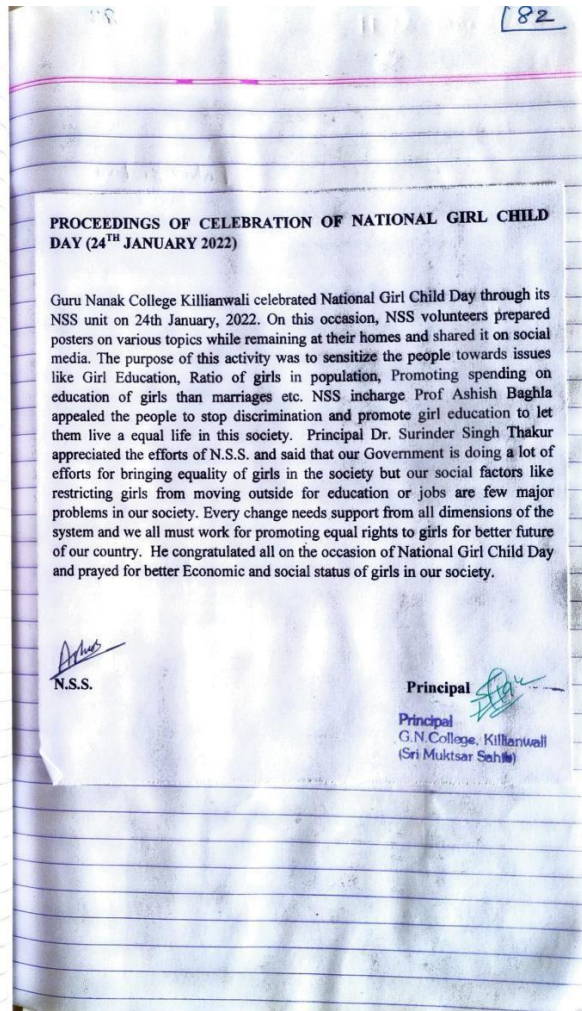 82
PROCEEDINGS OF CELEBRATION OF NATIONAL GIRL CHILD
DAY (24TH JANUARY 2022)
Guru Nanak College Killianwali celebrated National Girl Child Day through its
NSS unit on 24th January, 2022. On this occasion, NSS volunteers prepared
posters on various topics while remaining at their homes and shared it on social
media. The purpose of this activity was to sensitize the people towards issues
like Girl Education, Ratio of girls in population, Promoting spending on
education of girls than marriages etc. NSS incharge Prof Ashish Baghla
appealed the people to stop discrimination and promote girl education to let
them live a equal life in this society. Principal Dr. Surinder Singh Thakur
appreciated the efforts of N.S.S. and said that our Government is doing a lot of
efforts for bringing equality of girls in the society but our social factors like
restricting girls from moving outside for education or jobs are few major
problems in our society. Every change needs support from all dimensions of the
system and we all must work for promoting equal rights to girls for better future
of our country. He congratulated all on the occasion of National Girl Child Day
and prayed for better Economic and social status of girls in our society.
N.S.S.
Principal
Principal
G.N.College, Killianwali
(Sri Muktsar Sahib)